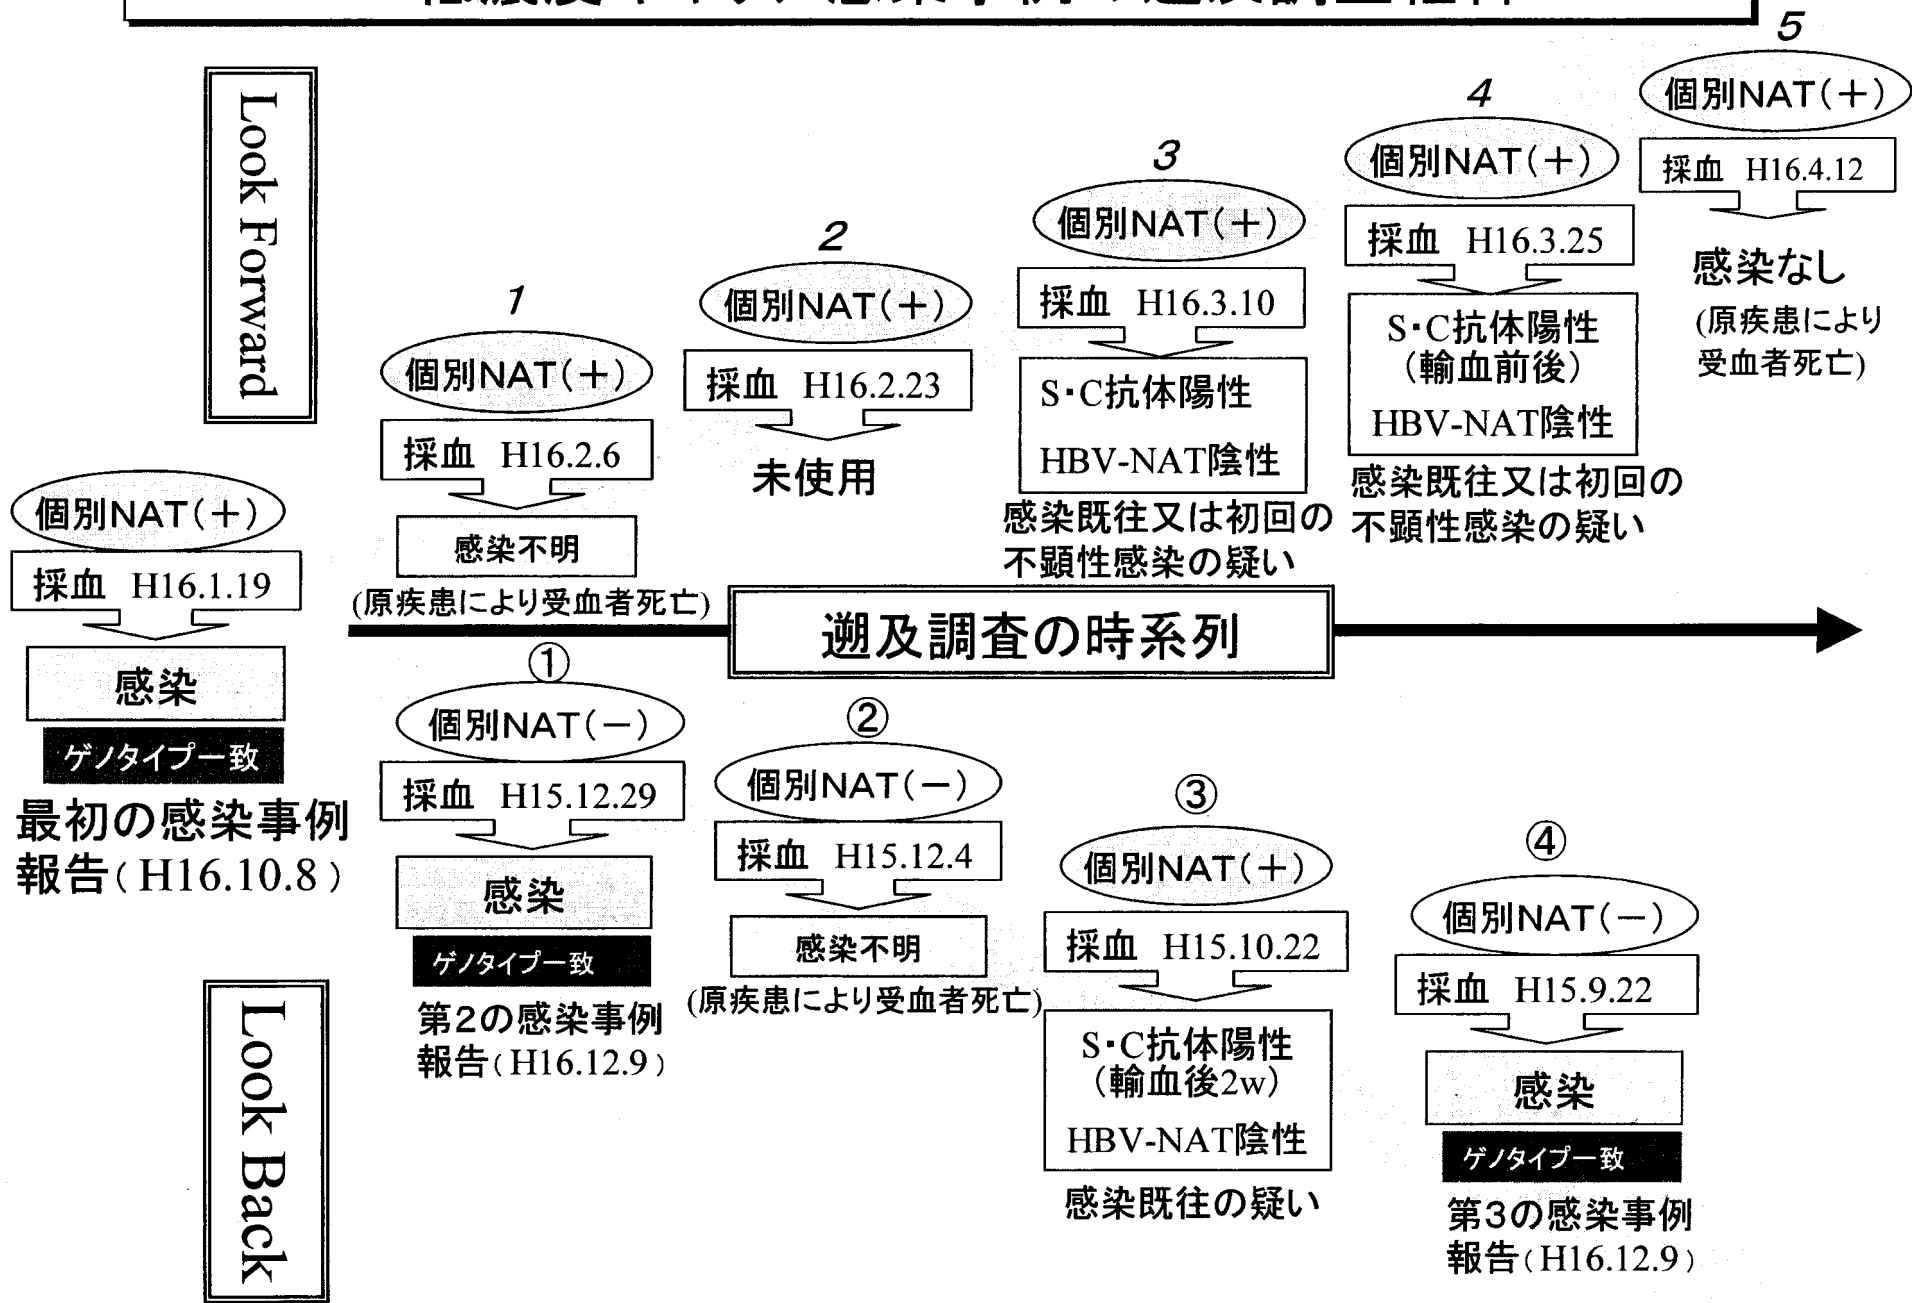 Look Forward
個別NAT(+)
採血 H16.1.19
感染
ゲノタイプ一致
最初の感染事例
報告(H16.10.8)
1
個別NAT(+)
採血 H16.2.6
感染不明
(原疾患により受血者死亡)
2
個別NAT(+)
採血 H16.2.23
未使用
3
個別NAT(+)
採血 H16.3.10
S・C抗体陽性
HBV-NAT陰性
感染既往又は初回の
不顕性感染の疑い
4
個別NAT(+)
採血 H16.3.25
S・C抗体陽性
(輸血前後)
HBV-NAT陰性
感染既往又は初回の
不顕性感染の疑い
5
個別NAT(+)
採血 H16.4.12
感染なし
(原疾患により
受血者死亡)
遡及調査の時系列
①
個別NAT(-)
採血 H15.12.29
感染
ゲノタイプ一致
第2の感染事例
報告(H16.12.9)
②
個別NAT(-)
採血 H15.12.4
感染不明
(原疾患により受血者死亡)
③
個別NAT(+)
採血 H15.10.22
S・C抗体陽性
(輸血後2w)
HBV-NAT陰性
感染既往の疑い
④
個別NAT(-)
採血 H15.9.22
感染
ゲノタイプ一致
第3の感染事例
報告(H16.12.9)
Look Back